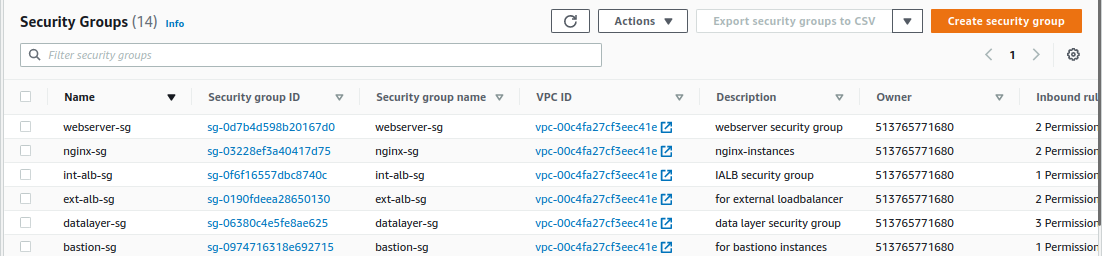 Security Groups (14) Info Actions Export security groups to CSV Create security group
Filter security groups 1
Name Security group ID Security group name VPC ID Description Owner Inbound rul
webserver-sg sg-0d7b4d598b20167d0 webserver-sg vpc-00c4fa27cf3eec41e webserver security group 513765771680 2 Permission
nginx-sg sg-03228ef3a40417d75 nginx-sg vpc-00c4fa27cf3eec41e nginx-instances 513765771680 2 Permission
int-alb-sg sg-0f6f16557dbc8740c int-alb-sg vpc-00c4fa27cf3eec41e IALB security group 513765771680 1 Permission
ext-alb-sg sg-0190fdeea28650130 ext-alb-sg vpc-00c4fa27cf3eec41e for external loadbalancer 513765771680 2 Permission
datalayer-sg sg-06380c4e5fe8ae625 datalayer-sg vpc-00c4fa27cf3eec41e data layer security group 513765771680 3 Permission
bastion-sg sg-0974716318e692715 bastion-sg vpc-00c4fa27cf3eec41e for bastiono instances 513765771680 1 Permission